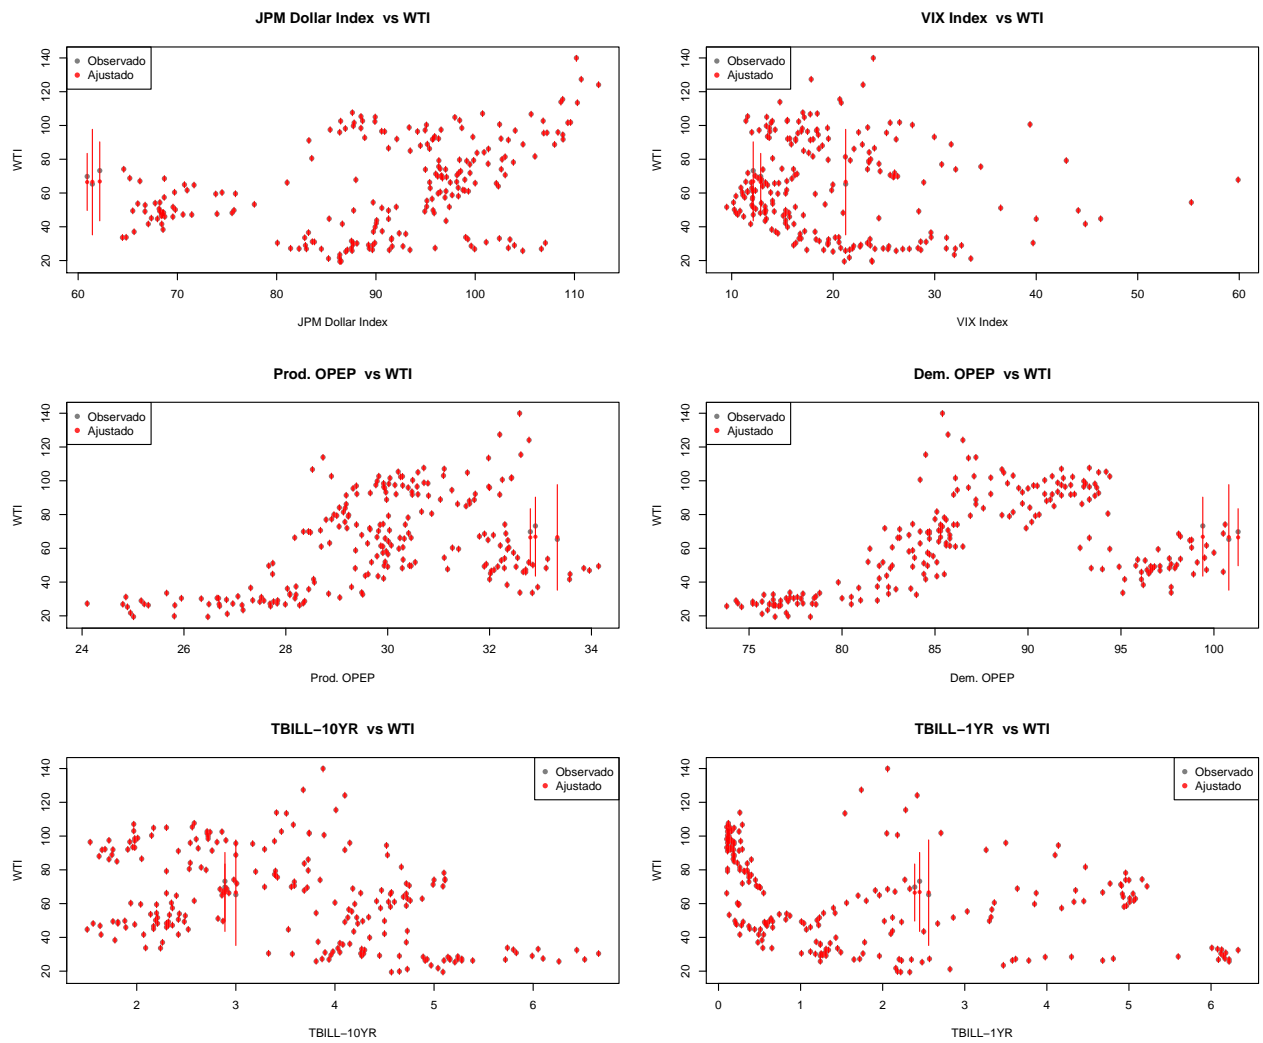 JPM Dollar Index  vs WTI
WTI
140
120
100
80
60
40
20
Observado
Ajustado
60 70 80 90 100 110
JPM Dollar Index
VIX Index  vs WTI
WTI
140
120
100
80
60
40
20
Observado
Ajustado
10 20 30 40 50 60
VIX Index
Prod. OPEP  vs WTI
WTI
140
120
100
80
60
40
20
Observado
Ajustado
24 26 28 30 32 34
Prod. OPEP
Dem. OPEP  vs WTI
WTI
140
120
100
80
60
40
20
Observado
Ajustado
75 80 85 90 95 100
Dem. OPEP
TBILL−10YR  vs WTI
WTI
140
120
100
80
60
40
20
Observado
Ajustado
2 3 4 5 6
TBILL−10YR
TBILL−1YR  vs WTI
WTI
140
120
100
80
60
40
20
Observado
Ajustado
0 1 2 3 4 5 6
TBILL−1YR